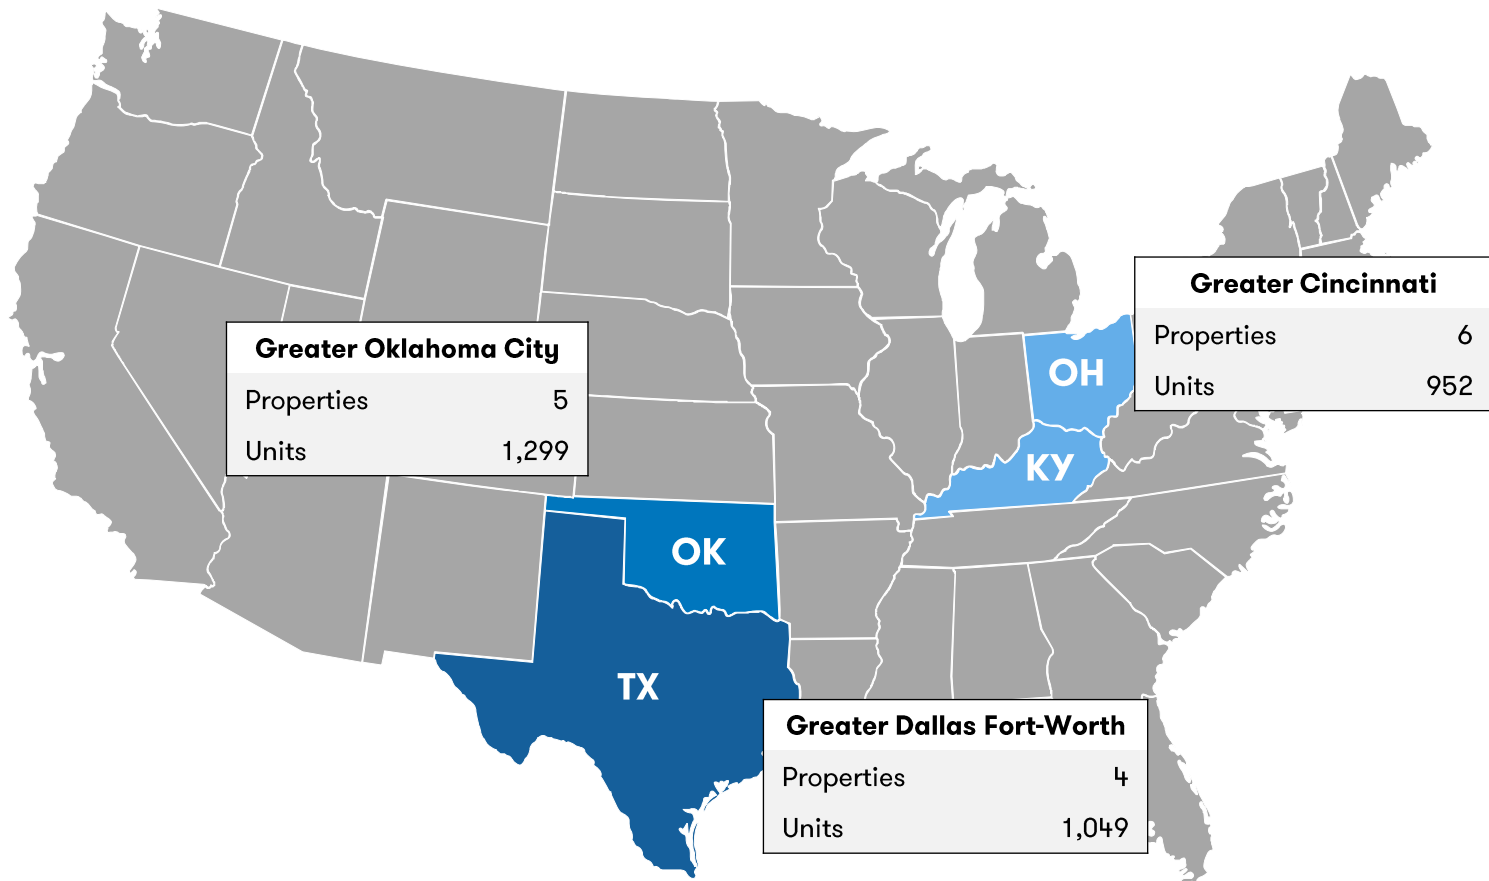 Greater Cincinnati
Properties 6
Units 952
OH
KY
Greater Oklahoma City
Properties 5
Units 1,299
OK
TX
Greater Dallas Fort-Worth
Properties 4
Units 1,049